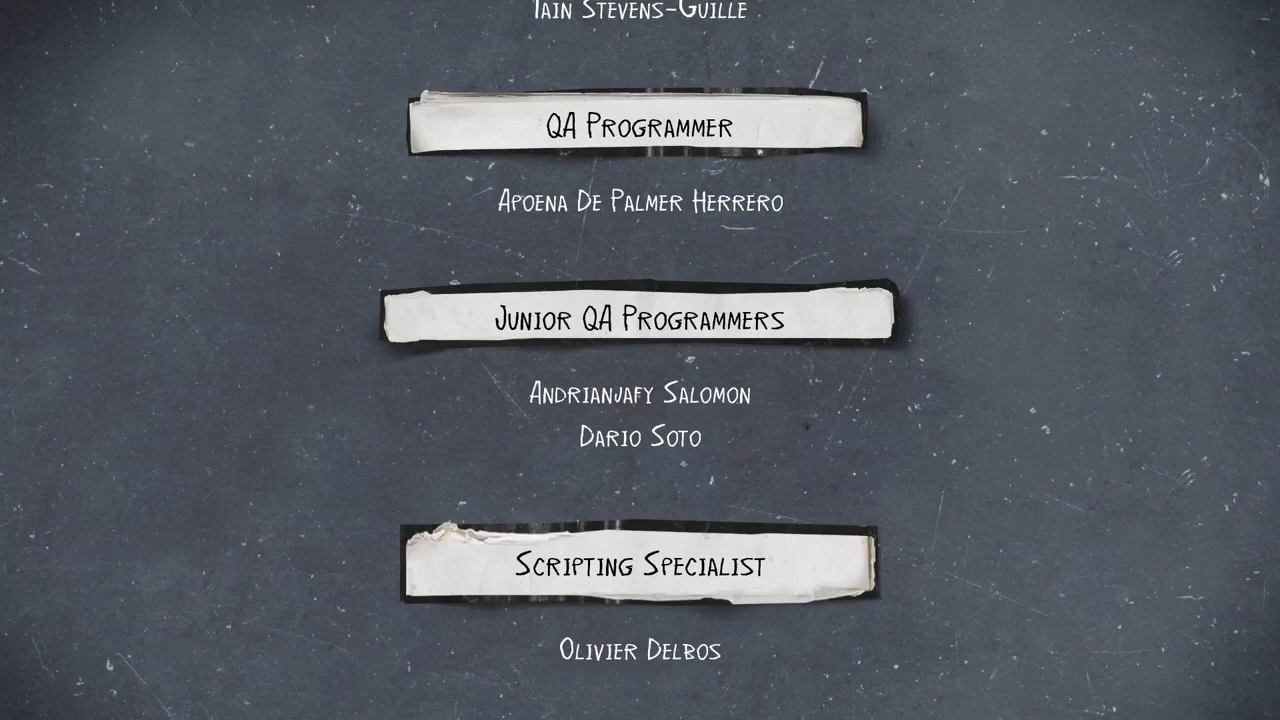 Iain Stevens-Guille
QA Programmer
Apoena De Palmer Herrero
Junior QA Programmers
Andrianjafy Salomon
Dario Soto
Scripting Specialist
Olivier Delbos